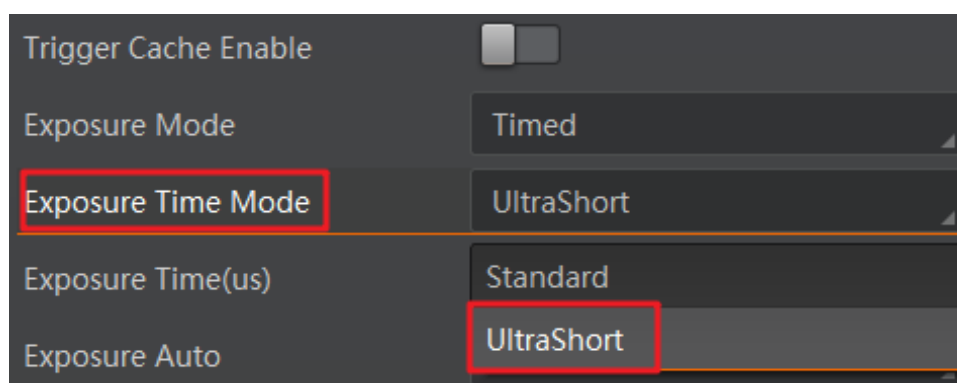 Trigger Cache Enable
Exposure Mode Timed
Exposure Time Mode UltraShort
Exposure Time(us) Standard
UltraShort
Exposure Auto